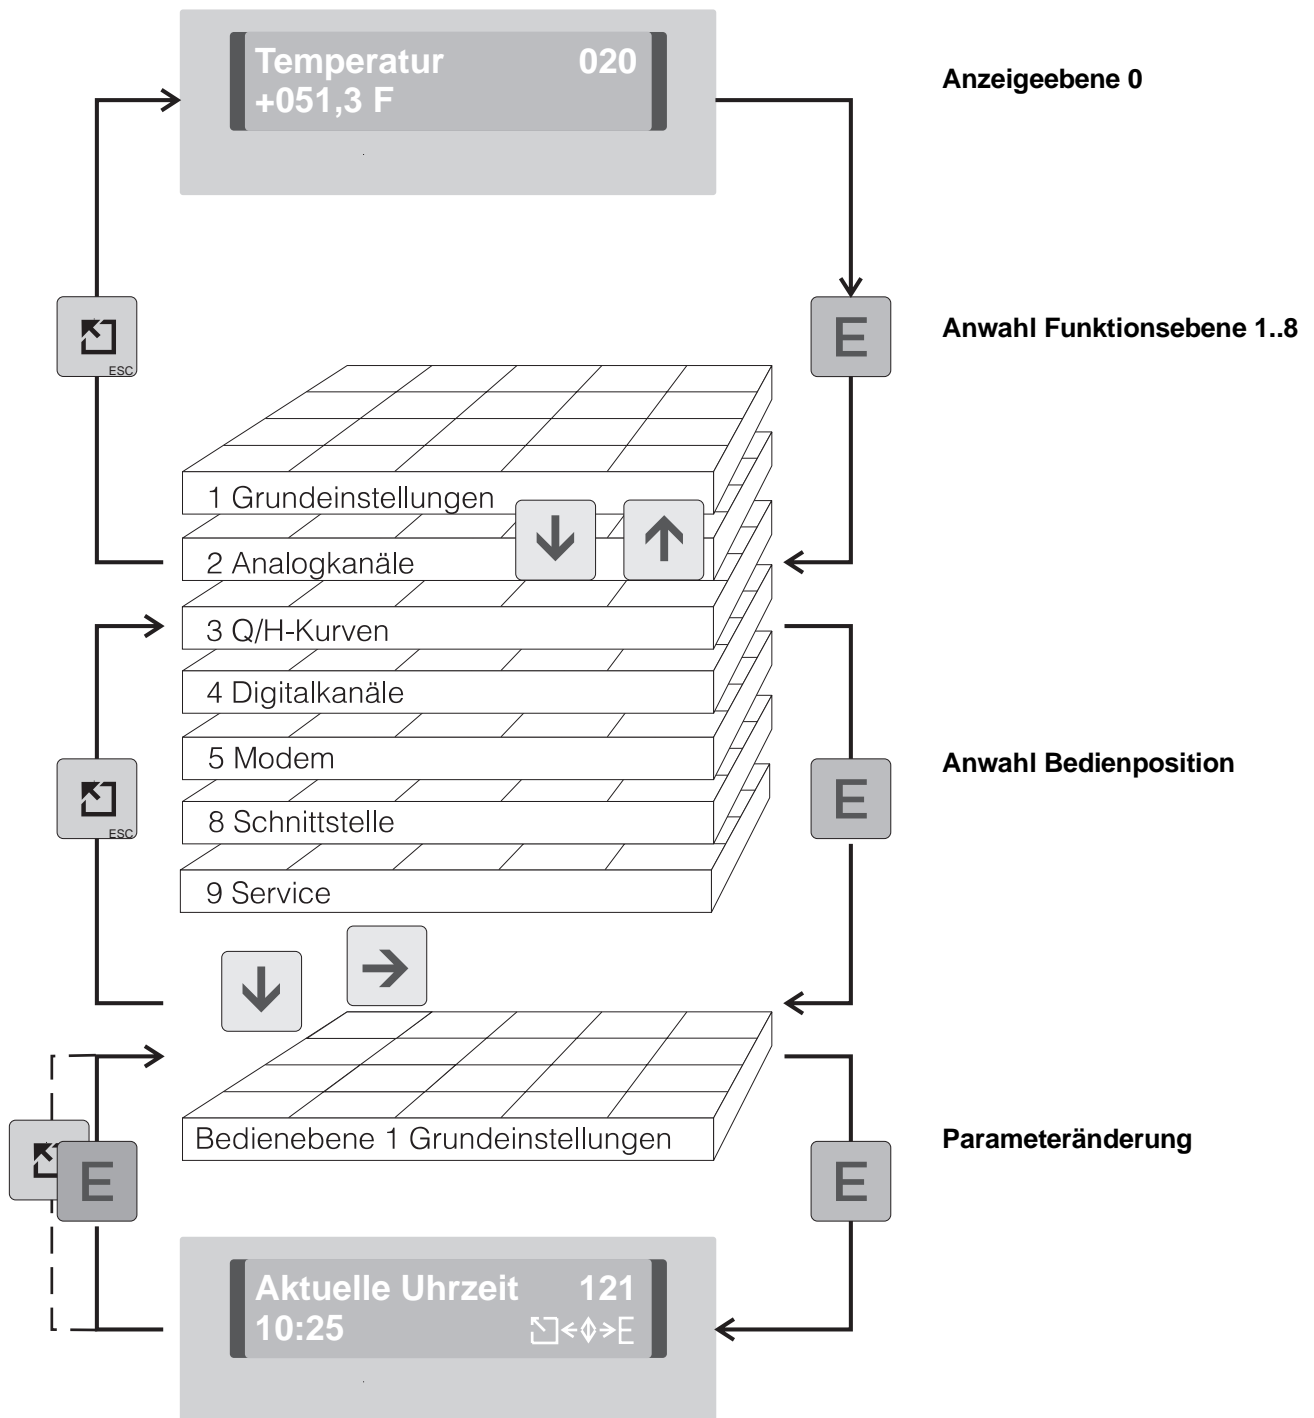 Temperatur 020
+051,3 F
Anzeigeebene 0
ESC
E
Anwahl Funktionsebene 1..8
1 Grundeinstellungen
2 Analogkanäle
3 Q/H-Kurven
4 Digitalkanäle
5 Modem
ESC
E
Anwahl Bedienposition
8 Schnittstelle
9 Service
Bedienebene 1 Grundeinstellungen
E
E
Parameteränderung
Aktuelle Uhrzeit 121
10:25 E